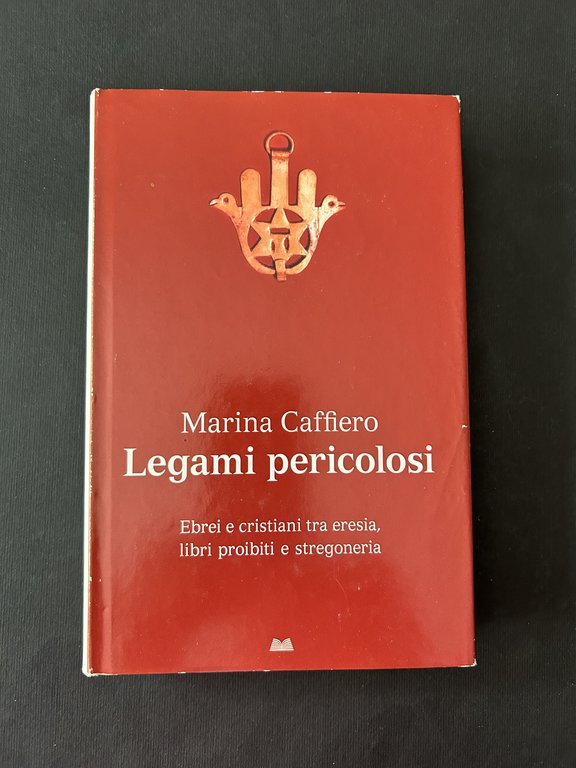 Marina Caffiero
Legami pericolosi
Ebrei e cristiani tra eresia,
libri proibiti e stregoneria